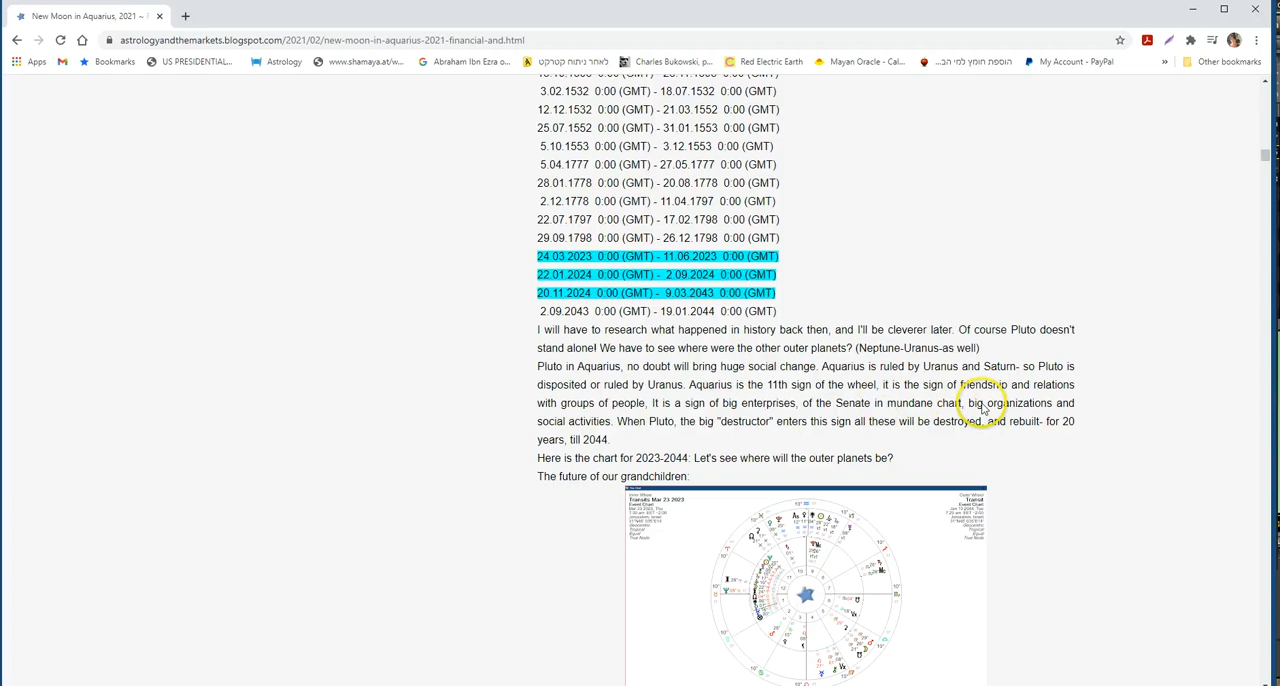 New Moon in Aquarius, 2021 ~
astrologyandthemarkets.blogspot.com/2021/02/new-moon-in-aquarius-2021-financial-and.html
Apps
Bookmarks
US PRESIDENTIAL...
Astrology
www.shamaya.at/w...
Abraham Ibn Ezra o...
לאחר ניתוח קטרקט
Charles Bukowski, p...
Red Electric Earth
Mayan Oracle - Cal...
הוספת חומץ למי הב...
My Account - PayPal
»
Other bookmarks
3.02.1532 0:00 (GMT) - 18.07.1532 0:00 (GMT)
12.12.1532 0:00 (GMT) - 21.03.1552 0:00 (GMT)
25.07.1552 0:00 (GMT) - 31.01.1553 0:00 (GMT)
5.10.1553 0:00 (GMT) - 3.12.1553 0:00 (GMT)
5.04.1777 0:00 (GMT) - 27.05.1777 0:00 (GMT)
28.01.1778 0:00 (GMT) - 20.08.1778 0:00 (GMT)
2.12.1778 0:00 (GMT) - 11.04.1797 0:00 (GMT)
22.07.1797 0:00 (GMT) - 17.02.1798 0:00 (GMT)
29.09.1798 0:00 (GMT) - 26.12.1798 0:00 (GMT)
24.03.2023 0:00 (GMT) - 11.06.2023 0:00 (GMT)
22.01.2024 0:00 (GMT) - 2.09.2024 0:00 (GMT)
20.11.2024 0:00 (GMT) - 9.03.2043 0:00 (GMT)
2.09.2043 0:00 (GMT) - 19.01.2044 0:00 (GMT)
I will have to research what happened in history back then, and I'll be cleverer later. Of course Pluto doesn't
stand alone! We have to see where were the other outer planets? (Neptune-Uranus-as well)
Pluto in Aquarius, no doubt will bring huge social change. Aquarius is ruled by Uranus and Saturn- so Pluto is
disposited or ruled by Uranus. Aquarius is the 11th sign of the wheel, it is the sign of friendship and relations
with groups of people, It is a sign of big enterprises, of the Senate in mundane chart, big organizations and
social activities. When Pluto, the big "destructor" enters this sign all these will be destroyed, and rebuilt- for 20
years, till 2044.
Here is the chart for 2023-2044: Let's see where will the outer planets be?
The future of our grandchildren:
Transits Mar 23 2023
Event Chart